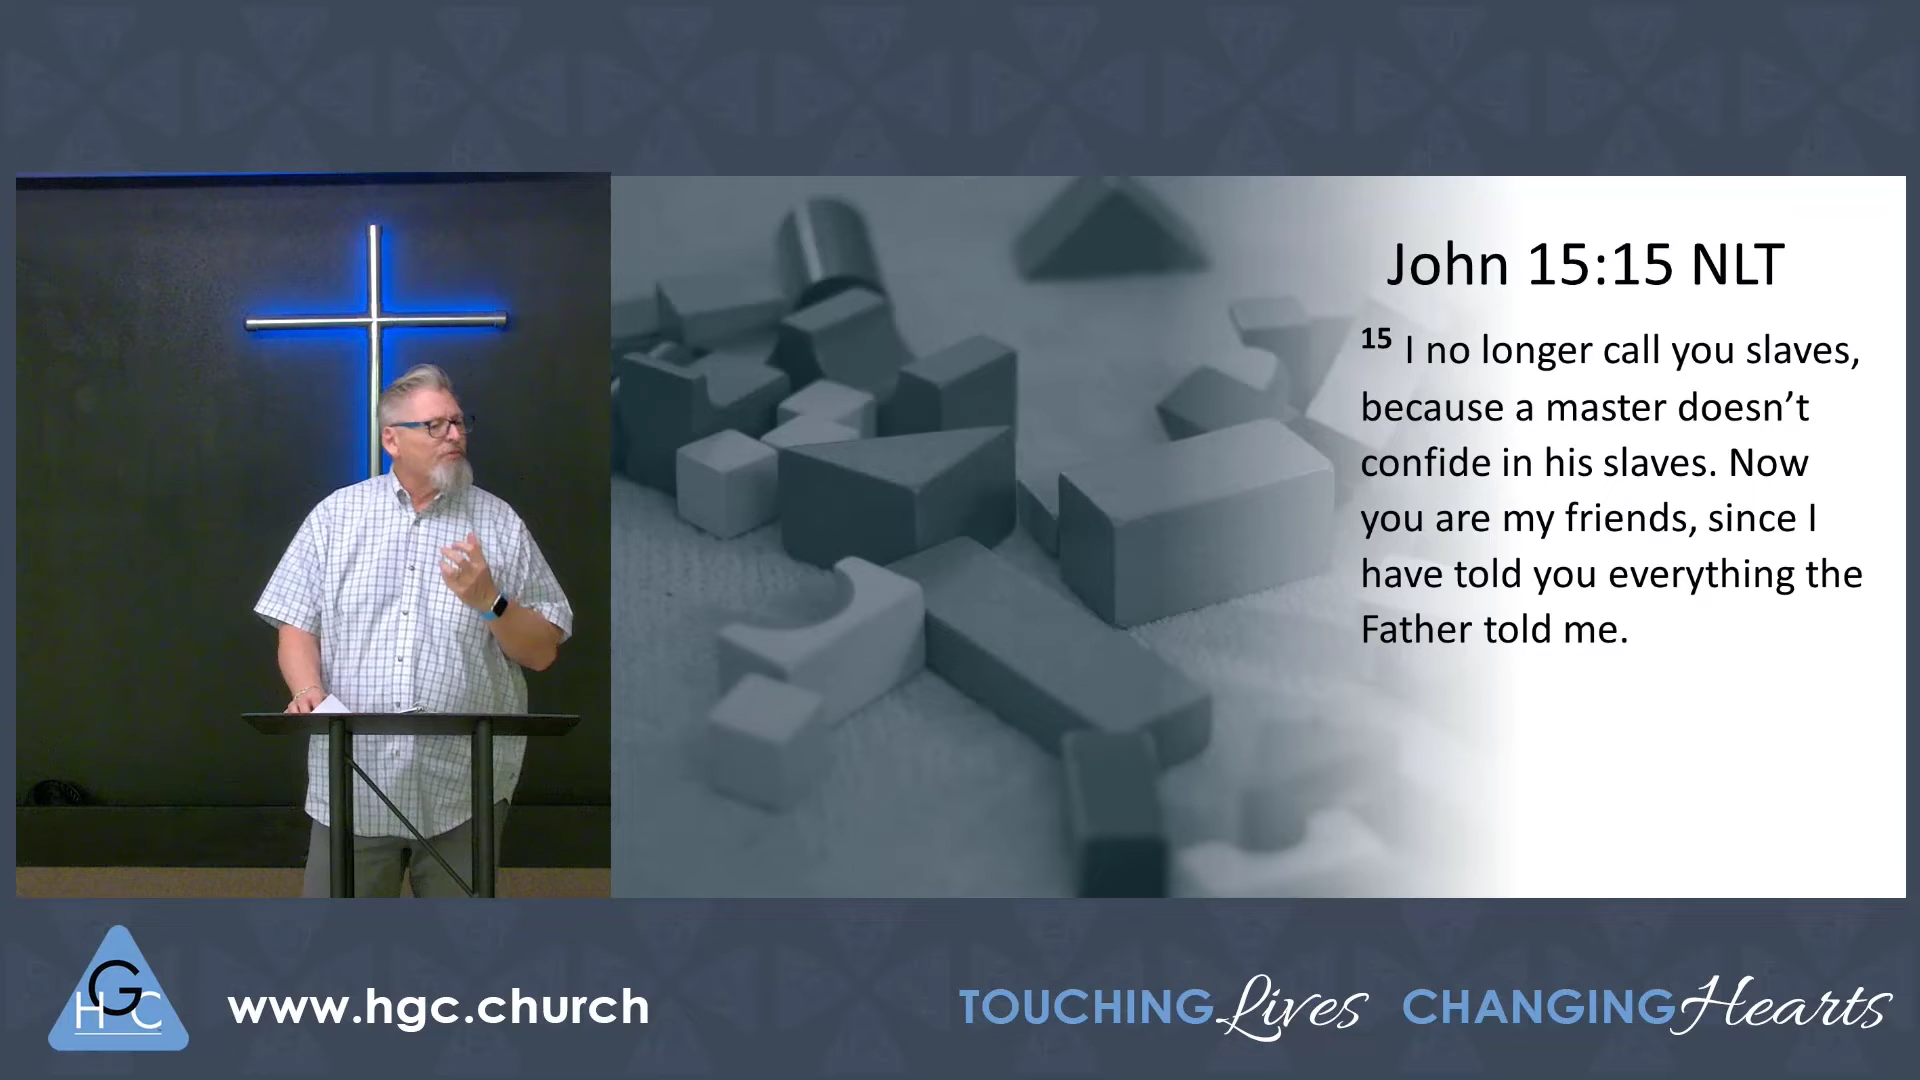 John 15:15 NLT
15 I no longer call you slaves,
because a master doesn’t
confide in his slaves. Now
you are my friends, since I
have told you everything the
Father told me.
HGC
www.hgc.church
TOUCHING Lives CHANGING Hearts